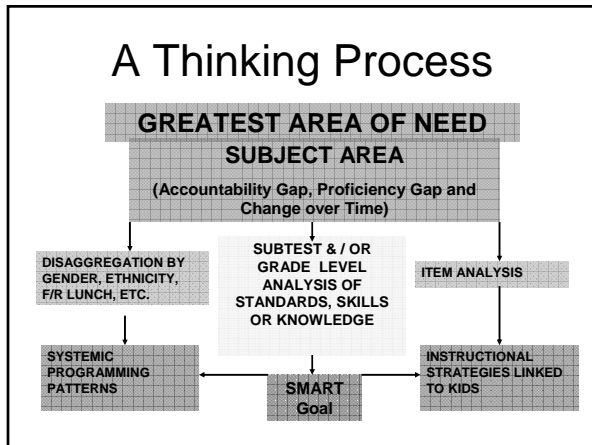 A Thinking Process
GREATEST AREA OF NEED
SUBJECT AREA
(Accountability Gap, Proficiency Gap and
Change over Time)
DISAGGREGATION BY
GENDER, ETHNICITY,
F/R LUNCH, ETC.
SUBTEST & / OR
GRADE LEVEL
ANALYSIS OF
STANDARDS, SKILLS
OR KNOWLEDGE
ITEM ANALYSIS
SYSTEMIC
PROGRAMMING
PATTERNS
SMART
Goal
INSTRUCTIONAL
STRATEGIES LINKED
TO KIDS